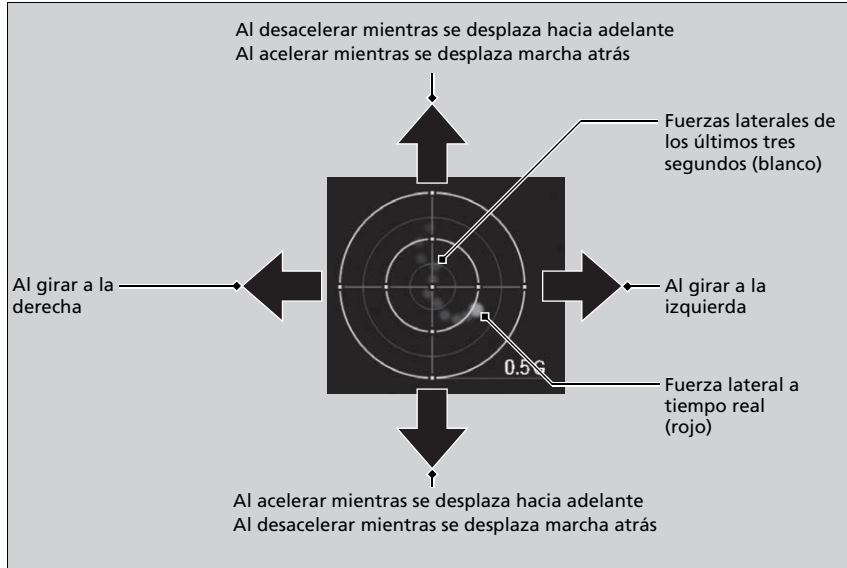 Al desacelerar mientras se desplaza hacia adelante
Al acelerar mientras se desplaza marcha atrás
Fuerzas laterales de
los últimos tres
segundos (blanco)
Al girar a la
derecha
Al girar a la
izquierda
0.5 G
Fuerza lateral a
tiempo real
(rojo)
Al acelerar mientras se desplaza hacia adelante
Al desacelerar mientras se desplaza marcha atrás